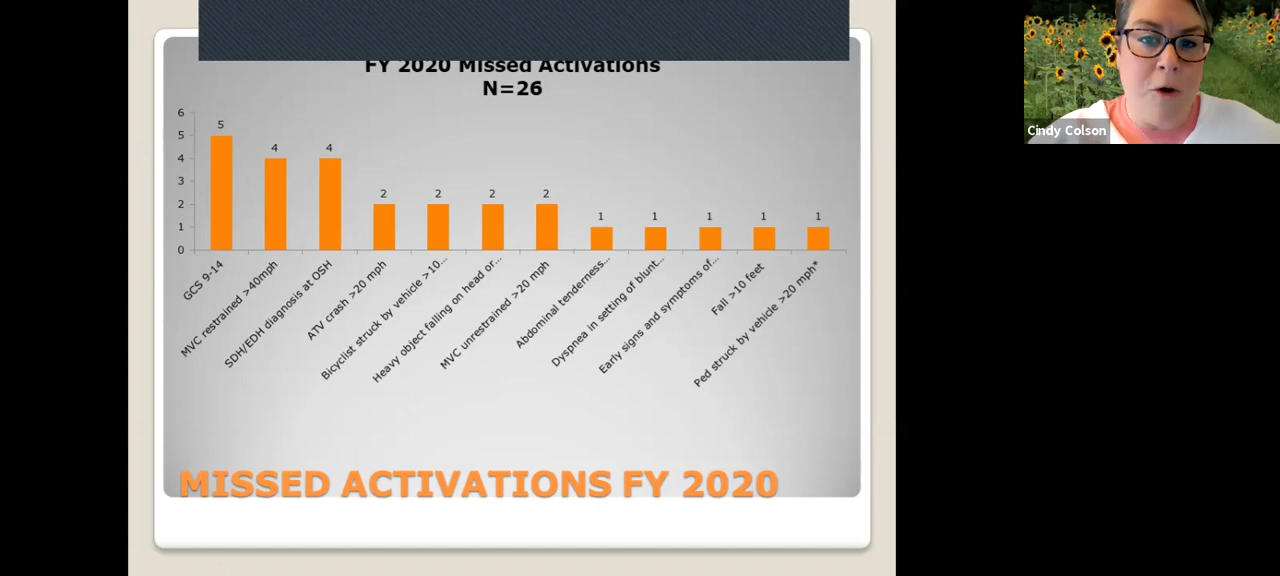 FY 2020 Missed Activations
N=26
6
5
4
3
2
1
0
5
4
4
2
2
2
2
1
1
1
1
1
GCS 9-14
MVC restrained >40mph
SDH/EDH diagnosis at OSH
ATV crash >20 mph
Bicyclist struck by vehicle >10...
Heavy object falling on head or...
MVC unrestrained >20 mph
Abdominal tenderness...
Dyspnea in setting of blunt...
Early signs and symptoms of...
Fall >10 feet
Ped struck by vehicle >20 mph*
MISSED ACTIVATIONS FY 2020
Cindy Colson